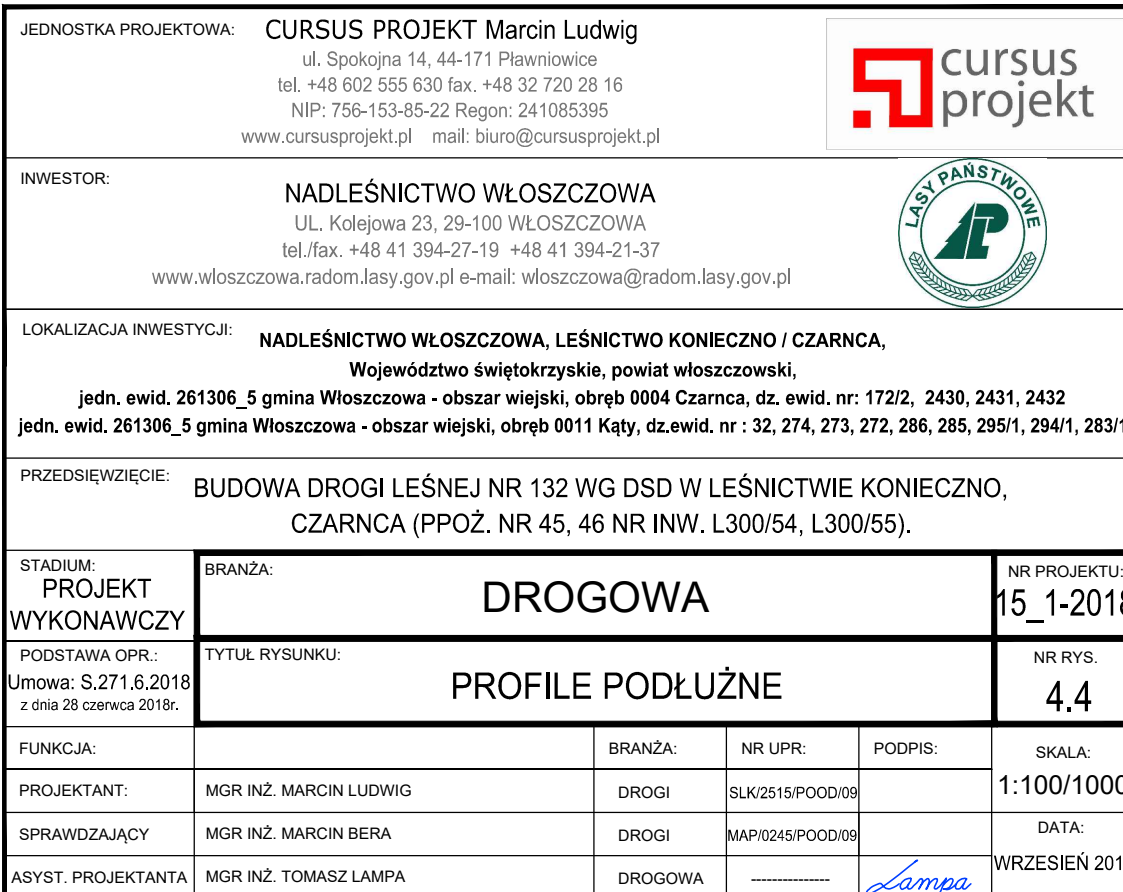 JEDNOSTKA PROJEKTOWA: CURSUS PROJEKT Marcin Ludwig
ul. Spokojna 14, 44-171 Pławniowice
tel. +48 602 555 630 fax. +48 32 720 28 16
NIP: 756-153-85-22 Regon: 241085395
www.cursusprojekt.pl mail: biuro@cursusprojekt.pl
cursus
projekt
INWESTOR:
NADLEŚNICTWO WŁOSZCZOWA
UL. Kolejowa 23, 29-100 WŁOSZCZOWA
tel./fax. +48 41 394-27-19 +48 41 394-21-37
www.wloszczowa.radom.lasy.gov.pl e-mail: wloszczowa@radom.lasy.gov.pl
LASY PAŃSTWOWE
LOKALIZACJA INWESTYCJI: NADLEŚNICTWO WŁOSZCZOWA, LEŚNICTWO KONIECZNO / CZARNCA,
Województwo świętokrzyskie, powiat włoszczowski,
jedn. ewid. 261306_5 gmina Włoszczowa - obszar wiejski, obręb 0004 Czarnca, dz. ewid. nr: 172/2, 2430, 2431, 2432
jedn. ewid. 261306_5 gmina Włoszczowa - obszar wiejski, obręb 0011 Kąty, dz.ewid. nr : 32, 274, 273, 272, 286, 285, 295/1, 294/1, 283/1
PRZEDSIĘWZIĘCIE: BUDOWA DROGI LEŚNEJ NR 132 WG DSD W LEŚNICTWIE KONIECZNO,
CZARNCA (PPOŻ. NR 45, 46 NR INW. L300/54, L300/55).
STADIUM:
PROJEKT
WYKONAWCZY
BRANŻA:
DROGOWA
NR PROJEKTU:
15_1-2018
PODSTAWA OPR.:
Umowa: S.271.6.2018
z dnia 28 czerwca 2018r.
TYTUŁ RYSUNKU:
PROFILE PODŁUŻNE
NR RYS.
4.4
FUNKCJA: BRANŻA: NR UPR: PODPIS:
SKALA:
1:100/1000
PROJEKTANT: MGR INŻ. MARCIN LUDWIG DROGI SLK/2515/POOD/09
SPRAWDZAJĄCY MGR INŻ. MARCIN BERA DROGI MAP/0245/POOD/09
DATA:
WRZESIEŃ 201
ASYST. PROJEKTANTA MGR INŻ. TOMASZ LAMPA DROGOWA --------------- Lampa